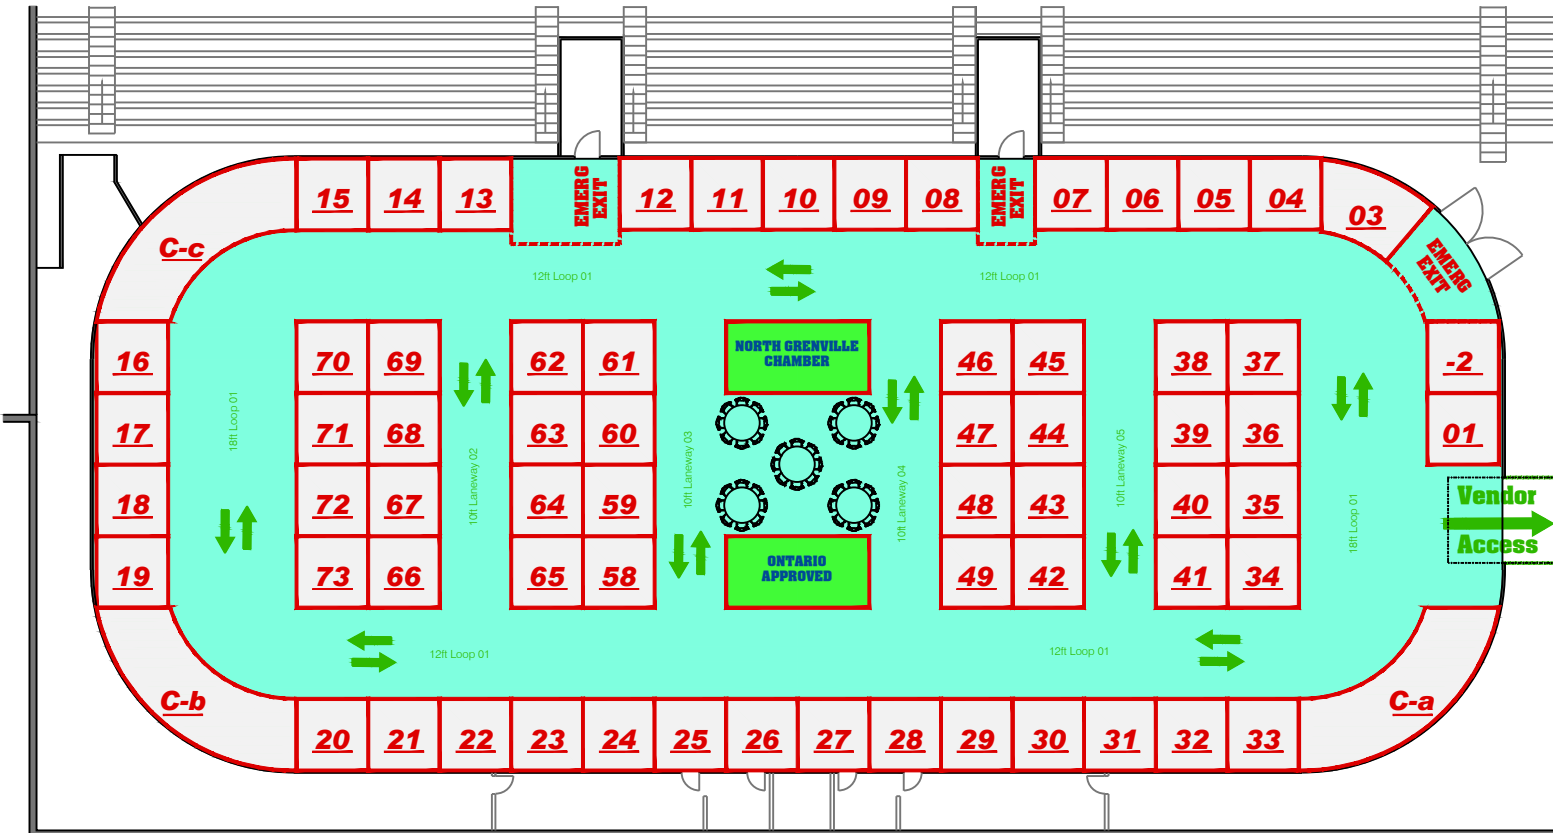 15 14 13
EMERG
EXIT
12 11 10 09 08
EMERG
EXIT
07 06 05 04
03
C-c
EMERG
EXIT
12ft Loop 01
12ft Loop 01
16
70 69
62 61
NORTH GRENVILLE
CHAMBER
46 45
38 37
-2
17
18ft Loop 01
71 68
63 60
47 44
39 36
01
18
72 67
10ft Laneway 02
64 59
10ft Laneway 03
10ft Laneway 04
48 43
10ft Laneway 05
40 35
18ft Loop 01
Vendor
Access
19
73 66
65 58
ONTARIO
APPROVED
49 42
41 34
12ft Loop 01
12ft Loop 01
C-b
C-a
20 21 22 23 24 25 26 27 28 29 30 31 32 33